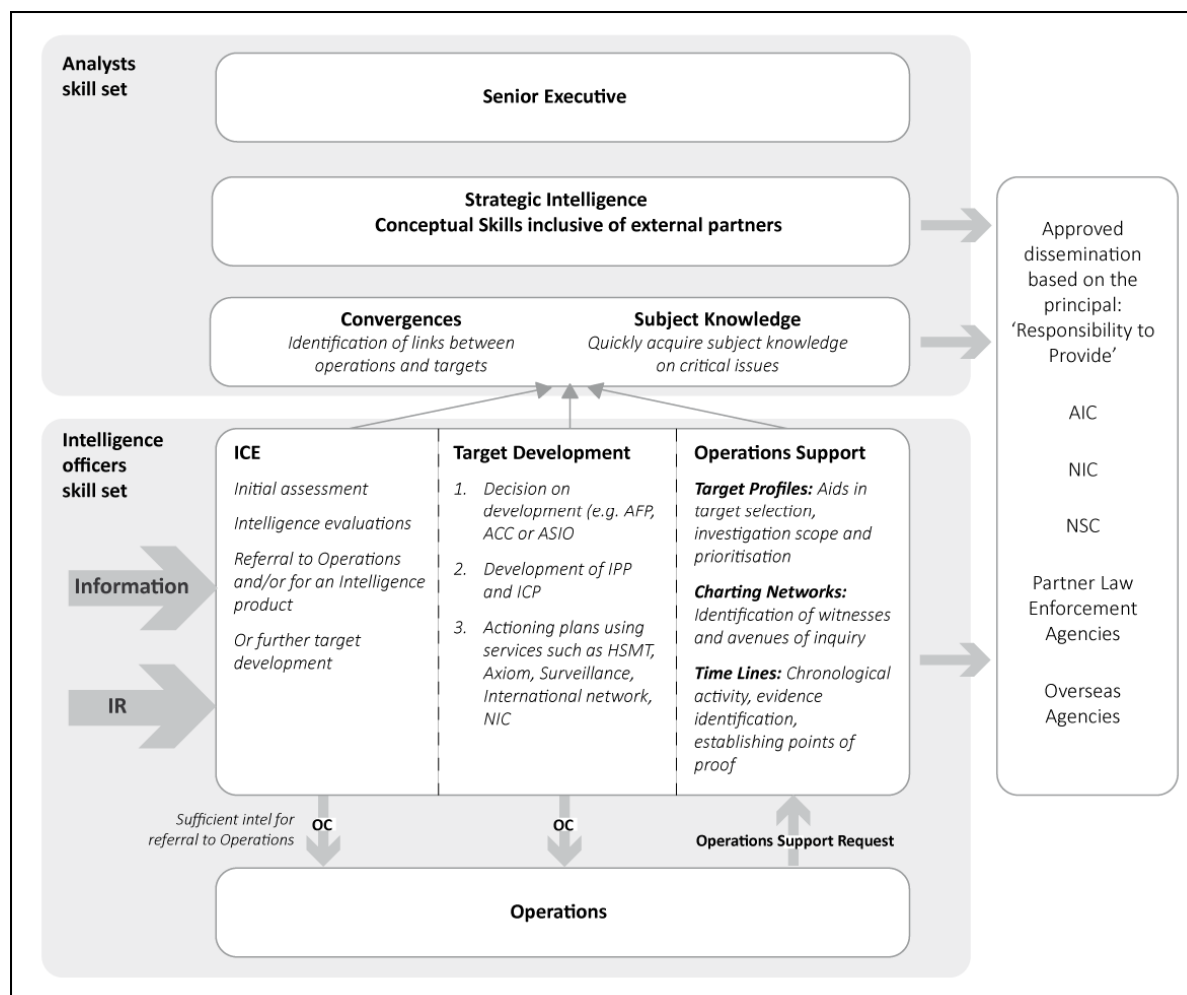 Analysts
skill set
Senior Executive
Strategic Intelligence
Conceptual Skills inclusive of external partners
Convergences
Identification of links between
operations and targets
Subject Knowledge
Quickly acquire subject knowledge
on critical issues
Intelligence
officers
skill set
Information
IR
ICE
Initial assessment
Intelligence evaluations
Referral to Operations
and/or for an Intelligence
product
Or further target
development
Target Development
1. Decision on
development (e.g. AFP,
ACC or ASIO
2. Development of IPP
and ICP
3. Actioning plans using
services such as HSMT,
Axiom, Surveillance,
International network,
NIC
Operations Support
Target Profiles: Aids in
target selection,
investigation scope and
prioritisation
Charting Networks:
Identification of witnesses
and avenues of inquiry
Time Lines: Chronological
activity, evidence
identification,
establishing points of
proof
Sufficient intel for
referral to Operations
OC
OC
Operations Support Request
Operations
Approved
dissemination
based on the
principal:
‘Responsibility to
Provide’
AIC
NIC
NSC
Partner Law
Enforcement
Agencies
Overseas
Agencies